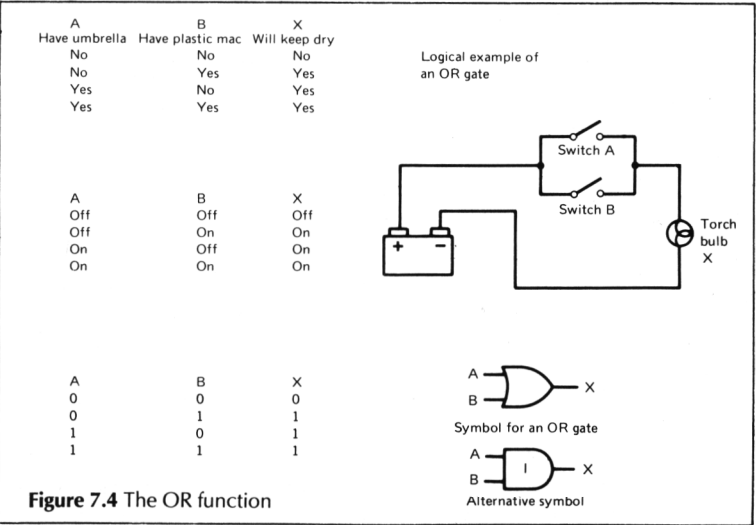 A B X
Have umbrella Have plastic mac Will keep dry
No No No
No Yes Yes
Yes No Yes
Yes Yes Yes
Logical example of
an OR gate
Switch A
Switch B
+ −
Torch
bulb
X
A B X
Off Off Off
Off On On
On Off On
On On On
A B X
0 0 0
0 1 1
1 0 1
1 1 1
A
B
X
Symbol for an OR gate
A
B
I
X
Alternative symbol
Figure 7.4 The OR function